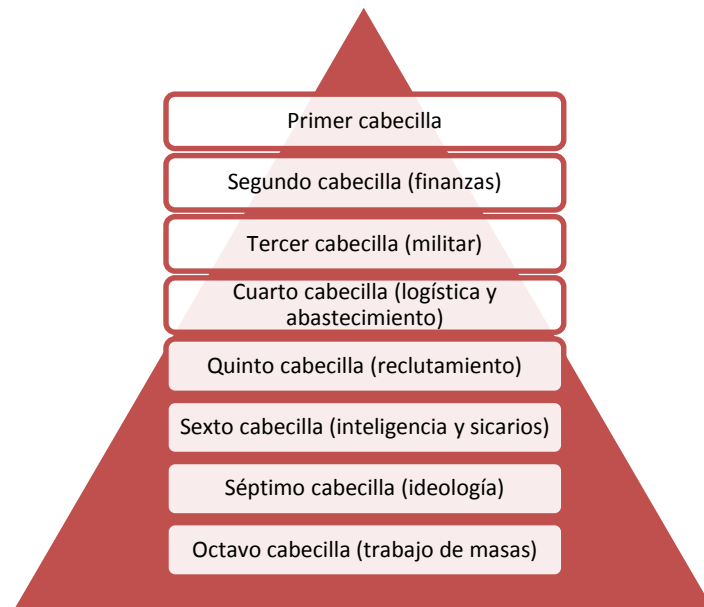 Primer cabecilla
Segundo cabecilla (finanzas)
Tercer cabecilla (militar)
Cuarto cabecilla (logística y
abastecimiento)
Quinto cabecilla (reclutamiento)
Sexto cabecilla (inteligencia y sicarios)
Séptimo cabecilla (ideología)
Octavo cabecilla (trabajo de masas)